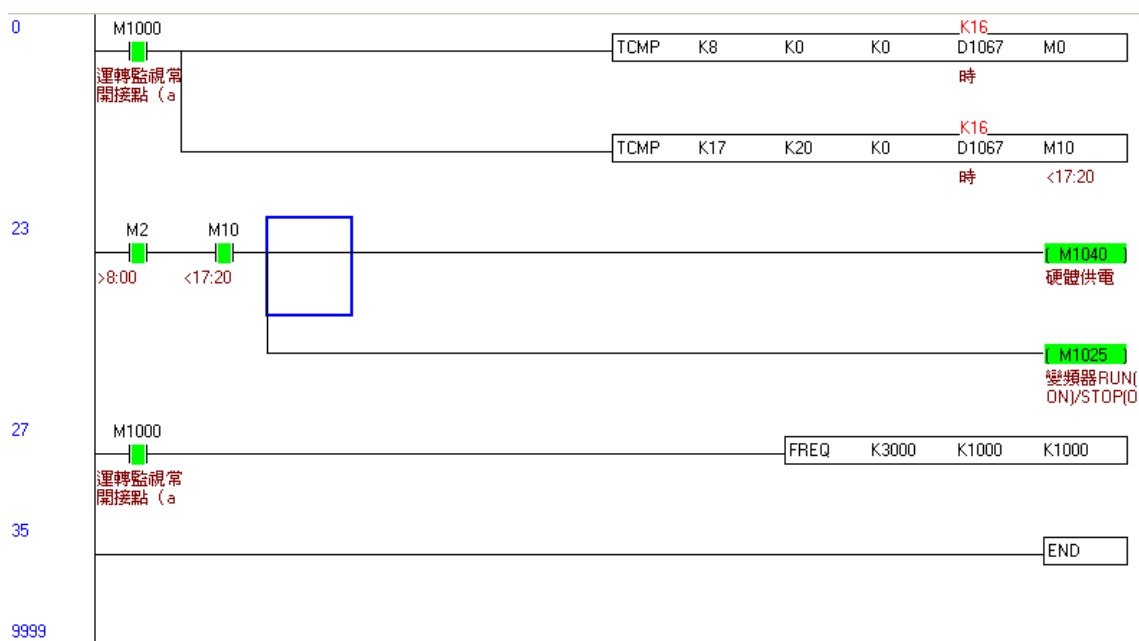 0
M1000
運轉監視常
開接點（a
K16
TCMP K8 K0 K0 D1067 M0
時
K16
TCMP K17 K20 K0 D1067 M10
時 <17:20
23
M2 M10
( M1040 )
>8:00 <17:20
硬體供電
( M1025 )
變頻器RUN(
ON)/STOP(O
27
M1000
FREQ K3000 K1000 K1000
運轉監視常
開接點（a
35
END
9999